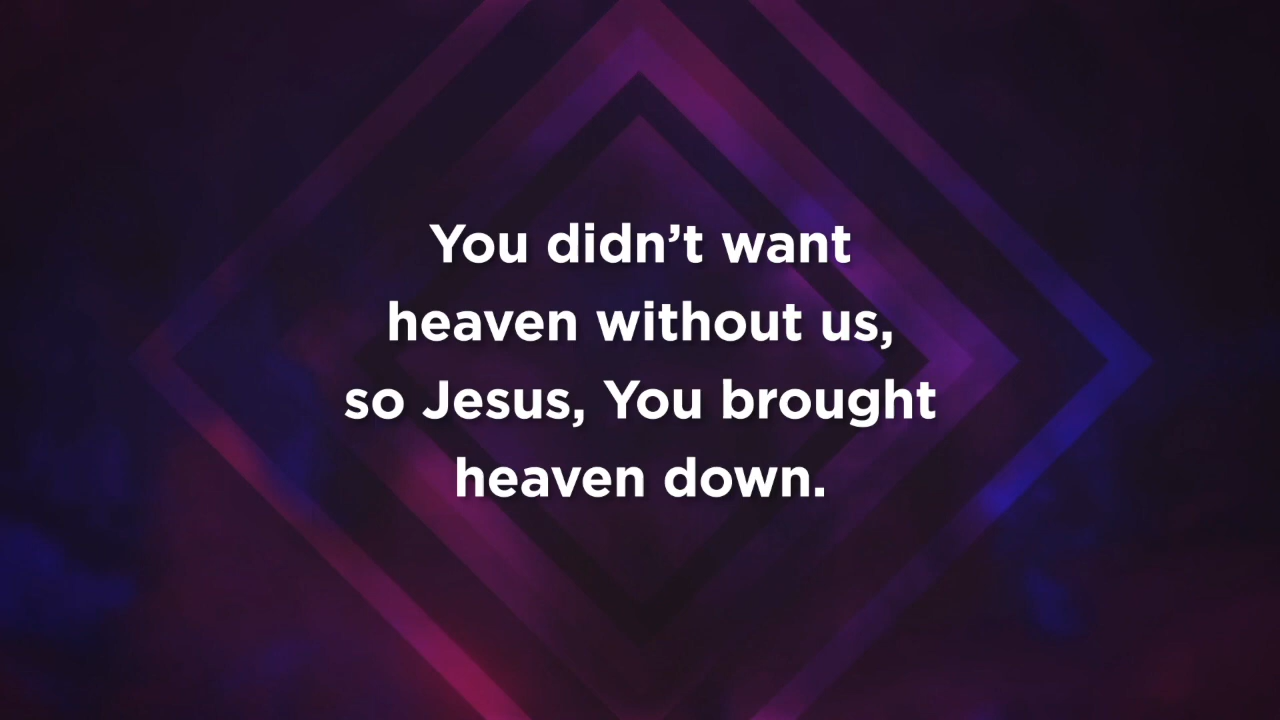 You didn’t want
heaven without us,
so Jesus, You brought
heaven down.